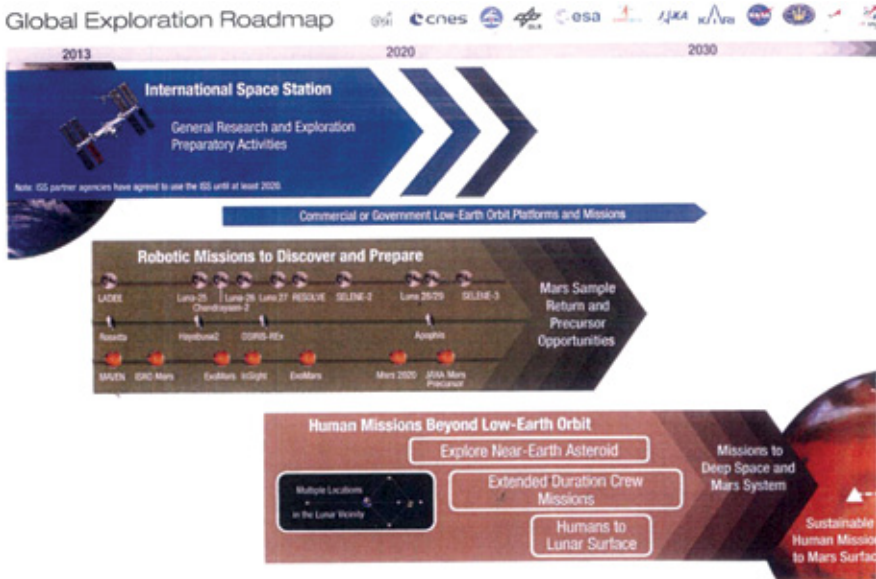 Global Exploration Roadmap
cnes
DLR
esa
JAXA
KARI
NASA
2013
2020
2030
International Space Station
General Research and Exploration
Preparatory Activities
Note: ISS partner agencies have agreed to use the ISS until at least 2020.
Commercial or Government Low-Earth Orbit Platforms and Missions
Robotic Missions to Discover and Prepare
LADEE
Luna-25
Luna-26
Luna 27
RESOLVE
SELENE-2
Luna 28/29
SELENE-3
Chandrayaan-2
Rosetta
Hayabusa2
OSIRIS-REx
Apophis
MAVEN
ISRO Mars
ExoMars
InSight
ExoMars
Mars 2020
JAXA Mars
Precursor
Mars Sample
Return and
Precursor
Opportunities
Human Missions Beyond Low-Earth Orbit
Explore Near-Earth Asteroid
Multiple Locations
in the Lunar Vicinity
Extended Duration Crew
Missions
Humans to
Lunar Surface
Missions to
Deep Space and
Mars System
Sustainable
Human Mission
to Mars Surfac